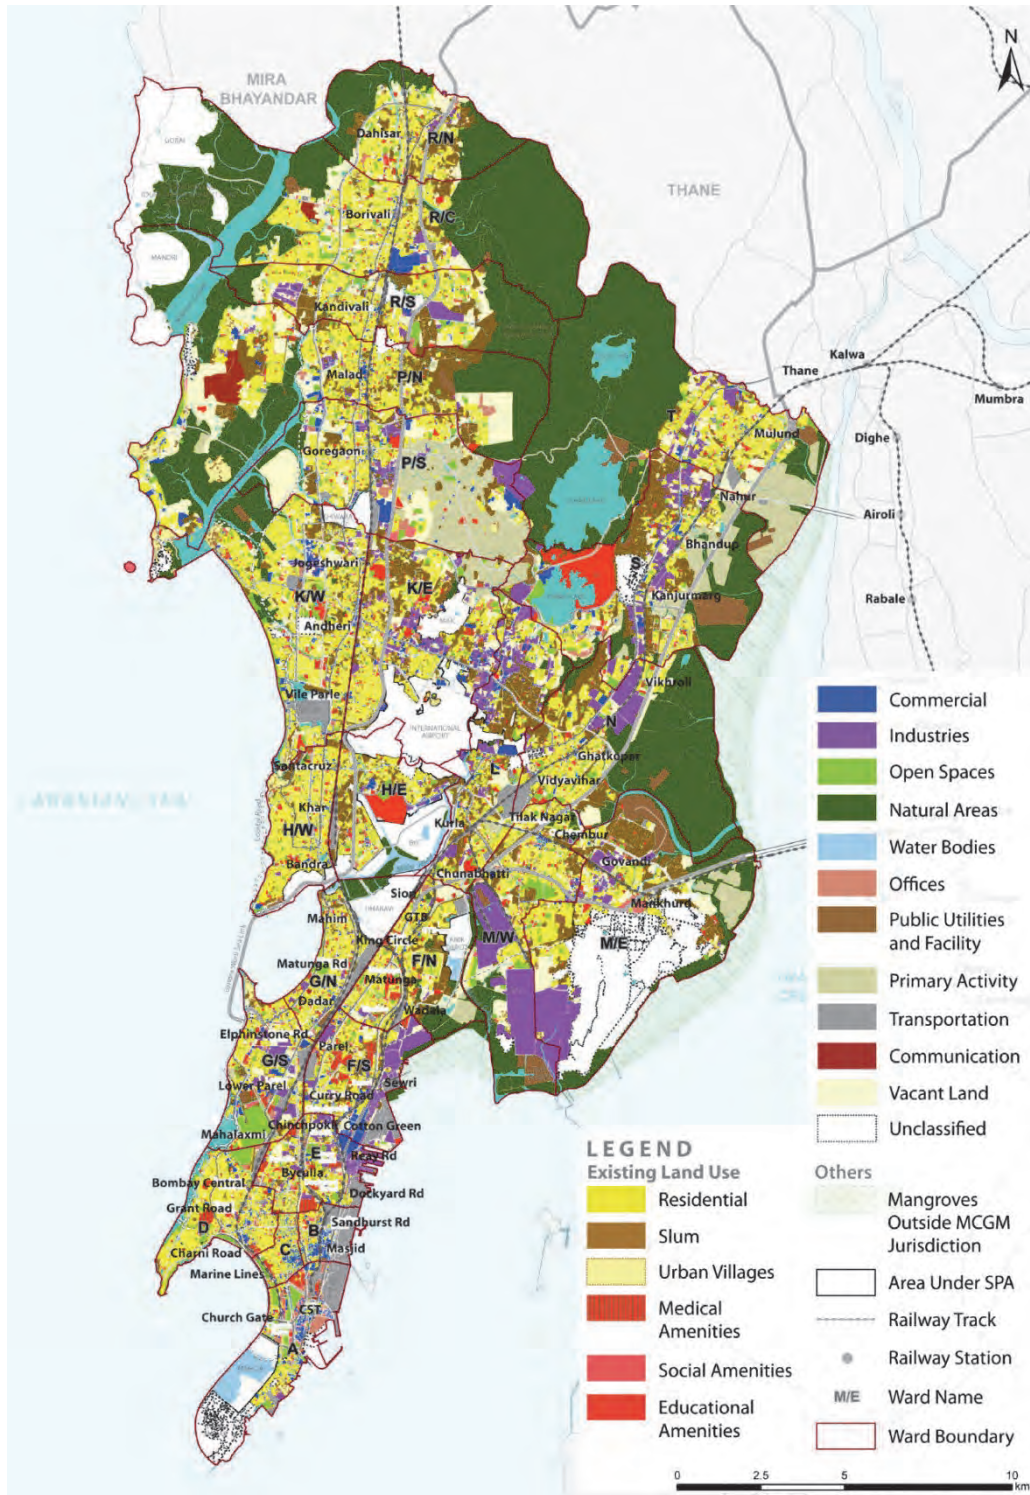 N
MIRA
BHAYANDAR
GORAI
Dahisar
R/N
THANE
Borivali
R/C
MANORI
R/S
Kandivali
Malad
P/N
Kalwa
Thane
Mumbra
T
Mulund
Dighe
Goregaon
P/S
Nahur
Airoli
Bhandup
Jogeshwari
S
K/E
K/W
Kanjurmarg
Rabale
Andheri
Vikhroli
Vile Parle
N
INTERNATIONAL
AIRPORT
Ghatkoper
Santacruz
L
Vidyavihar
H/E
Khar
Tilak Nagar
H/W
Kurla
Chembur
Bandra
Govandi
Chunabhatti
Sion
Mankhurd
DHARAVI
Mahim
GTB
King Circle
M/W
M/E
F/N
Matunga Rd
G/N
Matunga
Dadar
Wadala
Elphinstone Rd
Parel
G/S
F/S
Lower Parel
Sewri
Curry Road
Chinchpokli
Cotton Green
Mahalaxmi
E
Reay Rd
Byculla
Bombay Central
Dockyard Rd
Grant Road
Sandhurst Rd
D
B
Charni Road
C
Masjid
Marine Lines
CST
Church Gate
A
Commercial
Industries
Open Spaces
Natural Areas
Water Bodies
Offices
Public Utilities
and Facility
Primary Activity
Transportation
Communication
Vacant Land
Unclassified
LEGEND
Existing Land Use
Residential
Slum
Urban Villages
Medical
Amenities
Social Amenities
Educational
Amenities
Others
Mangroves
Outside MCGM
Jurisdiction
Area Under SPA
Railway Track
Railway Station
M/E
Ward Name
Ward Boundary
0
2.5
5
10
km